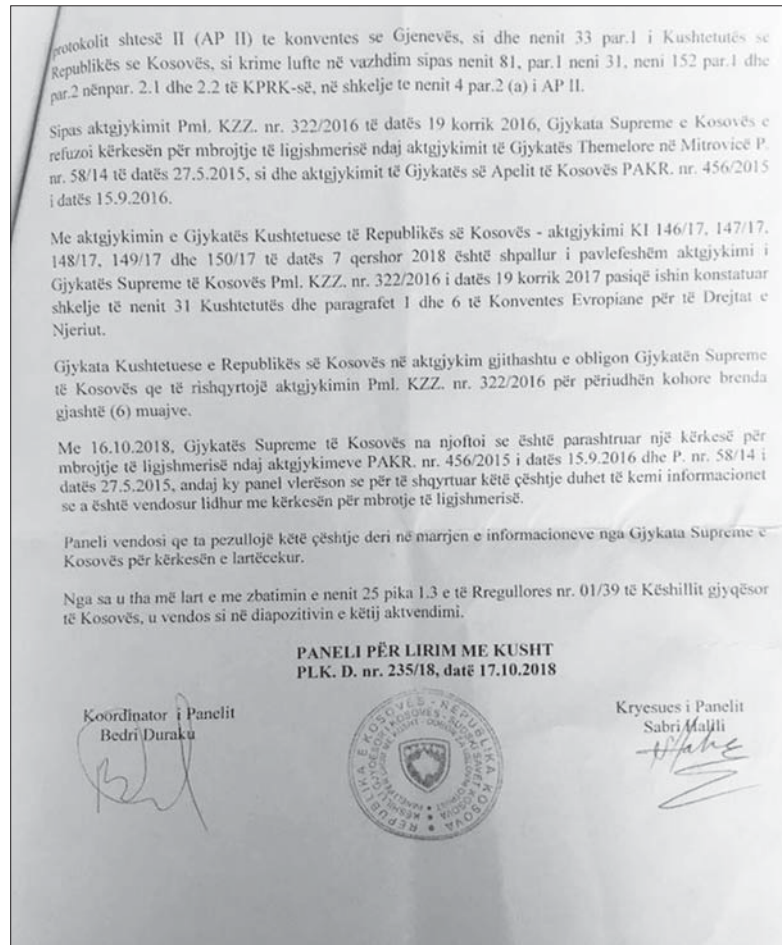 protokolit shtesë II (AP II) te konventes se Gjenevës, si dhe nenit 33 par.1 i Kushtetutës se
Republikës se Kosovës, si krime lufte në vazhdim sipas nenit 81, par.1 neni 31, neni 152 par.1 dhe
par.2 nënpar. 2.1 dhe 2.2 të KPRK-së, në shkelje te nenit 4 par.2 (a) i AP II.
Sipas aktgjykimit Pml. KZZ. nr. 322/2016 të datës 19 korrik 2016, Gjykata Supreme e Kosovës e
refuzoi kërkesën për mbrojtje të ligjshmerisë ndaj aktgjykimit të Gjykatës Themelore në Mitrovicë P.
nr. 58/14 të datës 27.5.2015, si dhe aktgjykimit të Gjykatës së Apelit të Kosovës PAKR. nr. 456/2015
i datës 15.9.2016.
Me aktgjykimin e Gjykatës Kushtetuese të Republikës së Kosovës - aktgjykimi KI 146/17, 147/17,
148/17, 149/17 dhe 150/17 të datës 7 qershor 2018 është shpallur i pavlefeshëm aktgjykimi i
Gjykatës Supreme të Kosovës Pml. KZZ. nr. 322/2016 i datës 19 korrik 2017 pasiqë ishin konstatuar
shkelje të nenit 31 Kushtetutës dhe paragrafet 1 dhe 6 të Konventes Evropiane për të Drejtat e
Njeriut.
Gjykata Kushtetuese e Republikës së Kosovës në aktgjykim gjithashtu e obligon Gjykatën Supreme
të Kosovës qe të rishqyrtojë aktgjykimin Pml. KZZ. nr. 322/2016 për periudhën kohore brenda
gjashtë (6) muajve.
Me 16.10.2018, Gjykatës Supreme të Kosovës na njoftoi se është parashtruar një kërkesë për
mbrojtje të ligjshmerisë ndaj aktgjykimeve PAKR. nr. 456/2015 i datës 15.9.2016 dhe P. nr. 58/14 i
datës 27.5.2015, andaj ky panel vlerëson se për të shqyrtuar këtë çështje duhet të kemi informacionet
se a është vendosur lidhur me kërkesën për mbrotje të ligjshmerisë.
Paneli vendosi qe ta pezullojë këtë çështje deri në marrjen e informacioneve nga Gjykata Supreme e
Kosovës për kërkesën e lartëcekur.
Nga sa u tha më lart e me zbatimin e nenit 25 pika 1.3 e të Rregullores nr. 01/39 të Këshillit gjyqësor
të Kosovës, u vendos si në diapozitivin e këtij aktvendimi.
PANELI PËR LIRIM ME KUSHT
PLK. D. nr. 235/18, datë 17.10.2018
Koordinator i Panelit
Bedri Duraku
Kryesues i Panelit
Sabri Halili
REPUBLIKA E KOSOVËS - REPUBLIKA KOSOVA